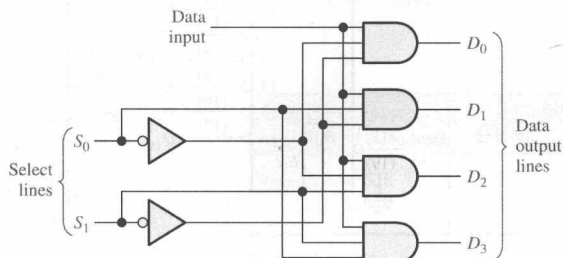 Data
input
D₀
D₁
Data
output
lines
S₀
Select
lines
D₂
S₁
D₃